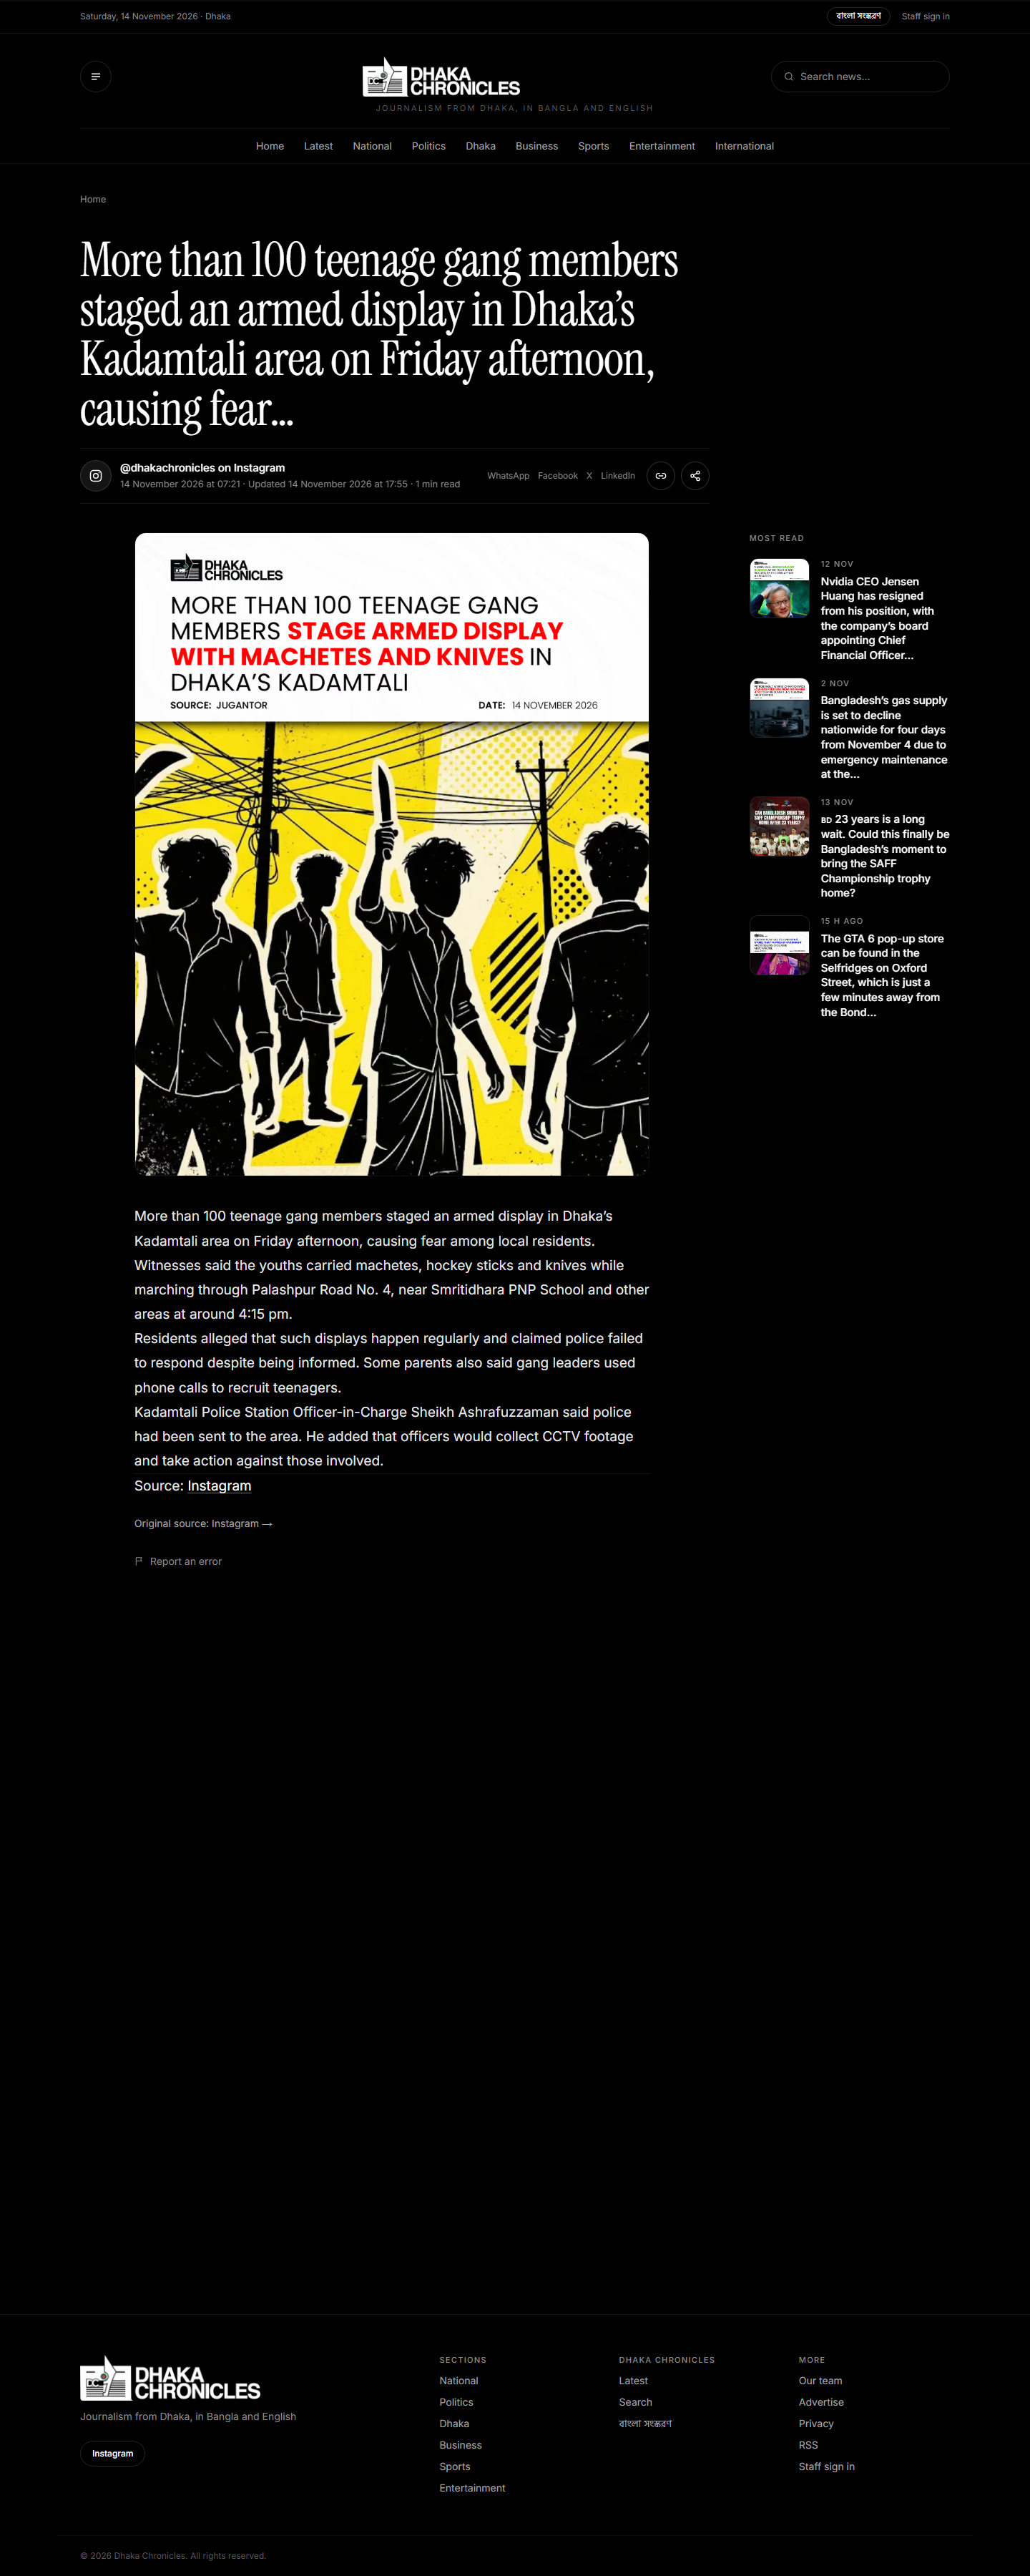 Saturday, 14 November 2026 · Dhaka
বাংলা সংস্করণ
Staff sign in
DHAKA
CHRONICLES
Search news...
JOURNALISM FROM DHAKA, IN BANGLA AND ENGLISH
Home
Latest
National
Politics
Dhaka
Business
Sports
Entertainment
International
Home
More than 100 teenage gang members
staged an armed display in Dhaka’s
Kadamtali area on Friday afternoon,
causing fear...
@dhakachronicles on Instagram
14 November 2026 at 07:21 · Updated 14 November 2026 at 17:55 · 1 min read
WhatsApp
Facebook
X
LinkedIn
DHAKA
CHRONICLES
MORE THAN 100 TEENAGE GANG
MEMBERS STAGE ARMED DISPLAY
WITH MACHETES AND KNIVES IN
DHAKA’S KADAMTALI
SOURCE: JUGANTOR
DATE: 14 NOVEMBER 2026
More than 100 teenage gang members staged an armed display in Dhaka’s
Kadamtali area on Friday afternoon, causing fear among local residents.
Witnesses said the youths carried machetes, hockey sticks and knives while
marching through Palashpur Road No. 4, near Smritidhara PNP School and other
areas at around 4:15 pm.
Residents alleged that such displays happen regularly and claimed police failed
to respond despite being informed. Some parents also said gang leaders used
phone calls to recruit teenagers.
Kadamtali Police Station Officer-in-Charge Sheikh Ashrafuzzaman said police
had been sent to the area. He added that officers would collect CCTV footage
and take action against those involved.
Source: Instagram
Original source: Instagram →
Report an error
MOST READ
12 NOV
Nvidia CEO Jensen
Huang has resigned
from his position, with
the company’s board
appointing Chief
Financial Officer...
2 NOV
Bangladesh’s gas supply
is set to decline
nationwide for four days
from November 4 due to
emergency maintenance
at the...
13 NOV
CAN BANGLADESH BRING THE
SAFF CHAMPIONSHIP TROPHY
HOME AFTER 23 YEARS?
BD 23 years is a long
wait. Could this finally be
Bangladesh’s moment to
bring the SAFF
Championship trophy
home?
15 H AGO
The GTA 6 pop-up store
can be found in the
Selfridges on Oxford
Street, which is just a
few minutes away from
the Bond...
DHAKA
CHRONICLES
Journalism from Dhaka, in Bangla and English
Instagram
SECTIONS
National
Politics
Dhaka
Business
Sports
Entertainment
DHAKA CHRONICLES
Latest
Search
বাংলা সংস্করণ
MORE
Our team
Advertise
Privacy
RSS
Staff sign in
© 2026 Dhaka Chronicles. All rights reserved.